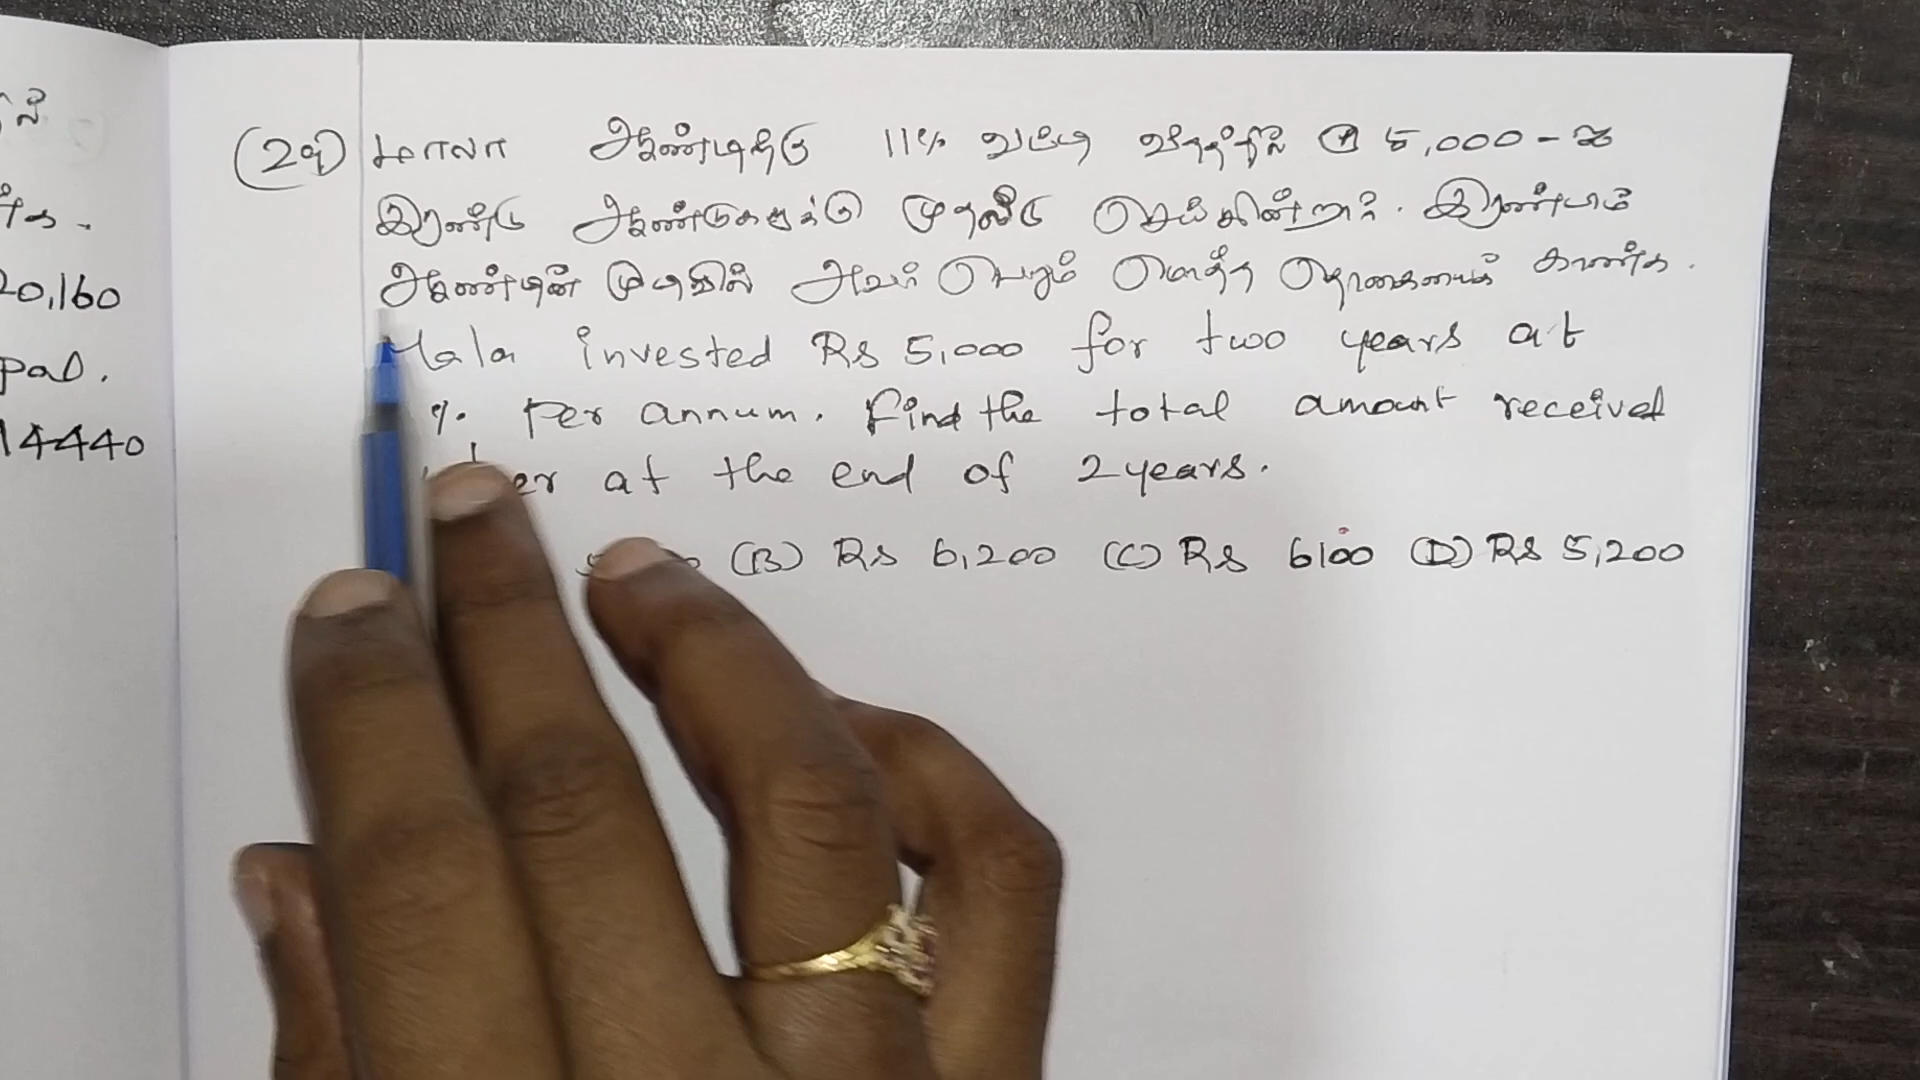 ல்
ர்க.
20,160
pal.
14440
(29) மாலா ஆண்டிற்கு 11% வட்டி வீதத்தில் ₹ 5,000-ஐ
இரண்டு ஆண்டுகளுக்கு முதலீடு செய்கின்றார். இரண்டாம்
ஆண்டின் முடிவில் அவர் பெறும் மொத்த தொகையைக் காண்க.
Mala invested Rs 5,000 for two years at
% per annum. Find the total amount received
at the end of 2 years.
(B) Rs 6,200 (C) Rs 6100 (D) Rs 5,200